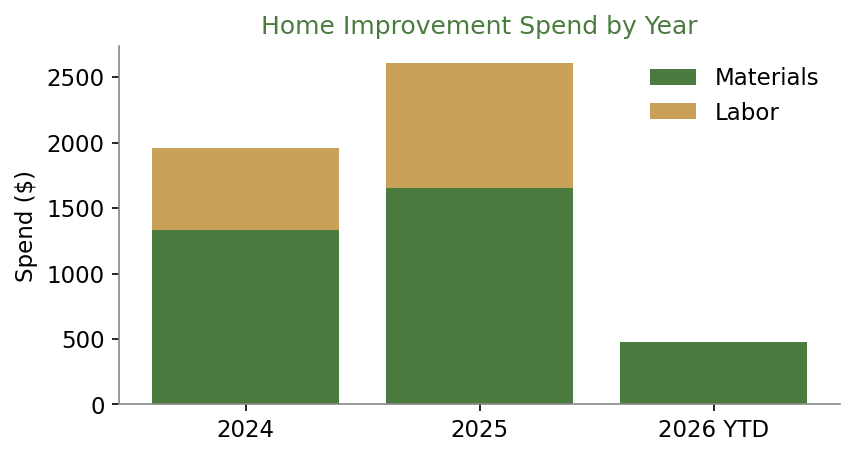 Home Improvement Spend by Year
Spend ($)
2500
2000
1500
1000
500
0
Materials
Labor
2024
2025
2026 YTD